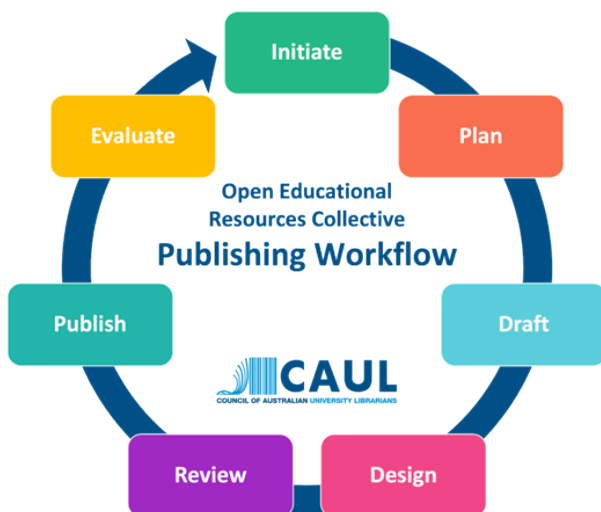 Initiate
Plan
Draft
Design
Review
Publish
Evaluate
Open Educational
Resources Collective
Publishing Workflow
CAUL
COUNCIL OF AUSTRALIAN UNIVERSITY LIBRARIANS